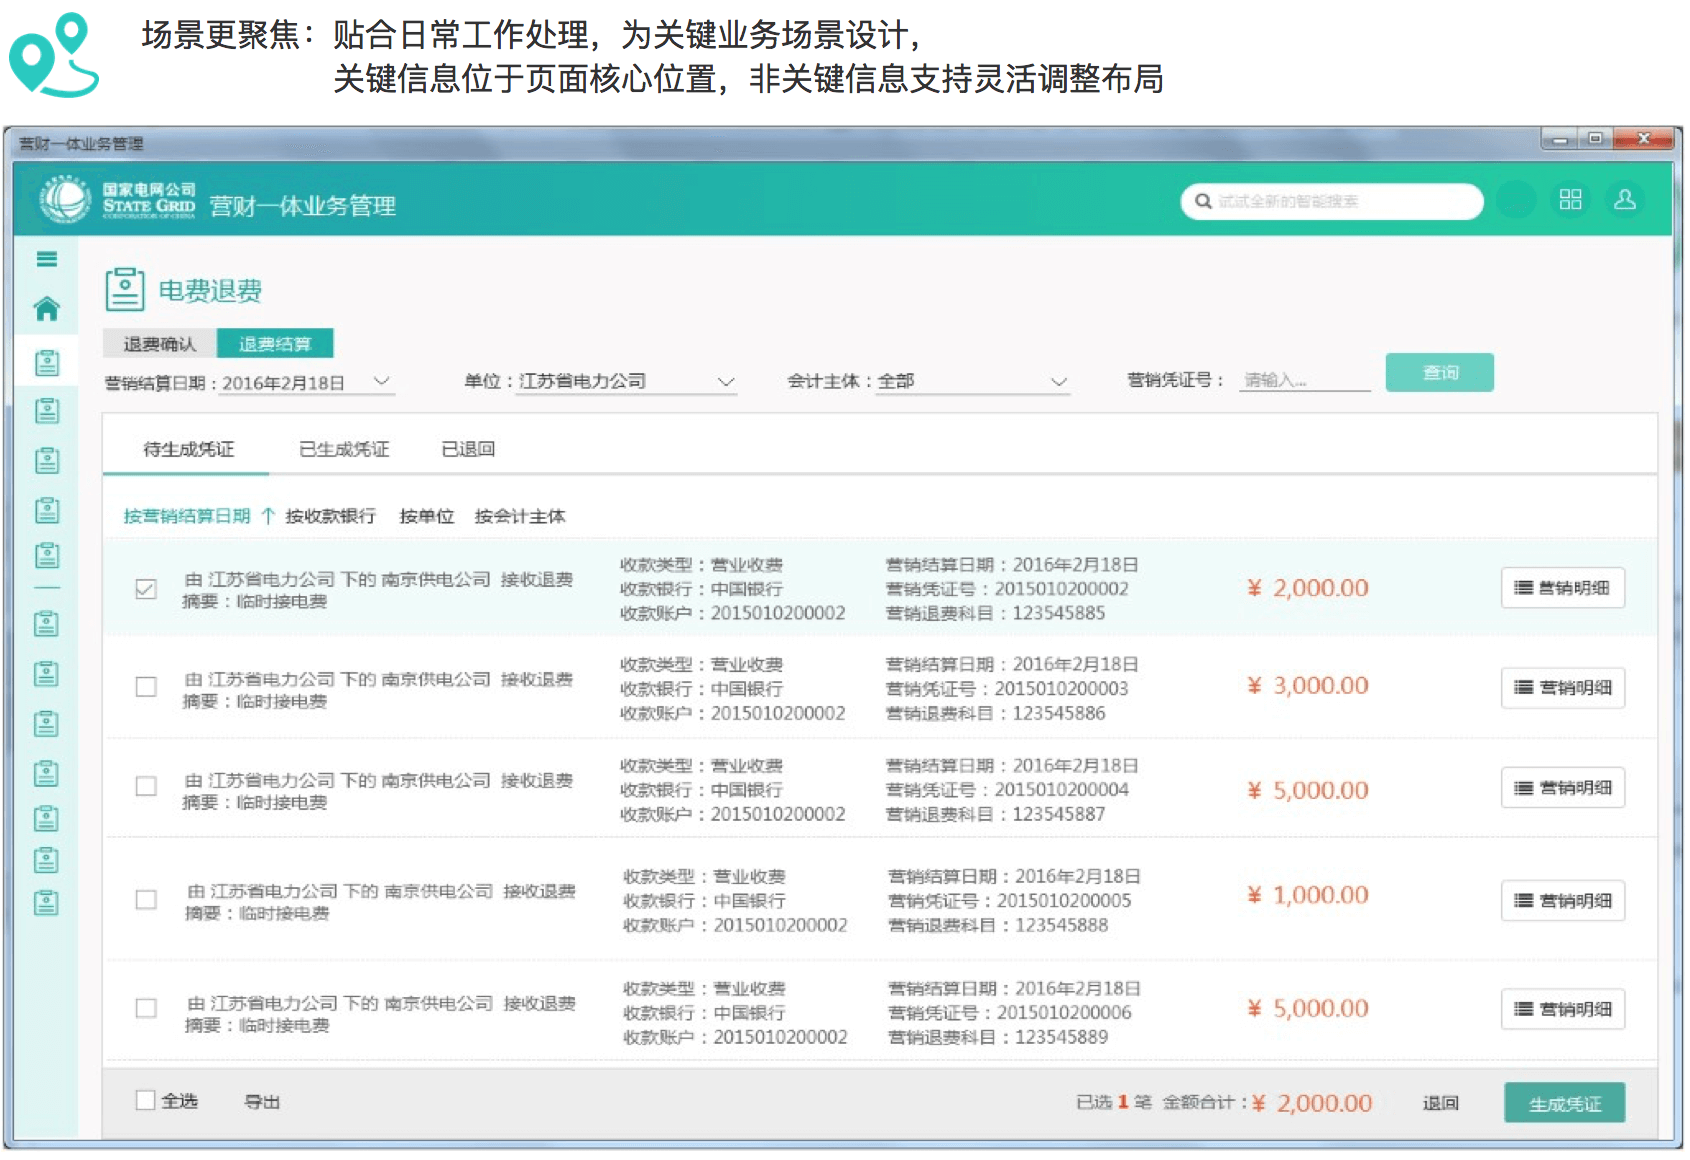 场景更聚焦：贴合日常工作处理，为关键业务场景设计，
关键信息位于页面核心位置，非关键信息支持灵活调整布局
营财一体业务管理
国家电网公司
STATE GRID
CORPORATION OF CHINA
营财一体业务管理
试试全新的智能搜索
电费退费
退费确认 退费结算
营销结算日期：2016年2月18日 单位：江苏省电力公司 会计主体：全部 营销凭证号： 请输入... 查询
待生成凭证 已生成凭证 已退回
按营销结算日期 ↑ 按收款银行 按单位 按会计主体
由 江苏省电力公司 下的 南京供电公司 接收退费
摘要：临时接电费
收款类型：营业收费
收款银行：中国银行
收款账户：2015010200002
营销结算日期：2016年2月18日
营销凭证号：2015010200002
营销退费科目：123545885
¥ 2,000.00
营销明细
由 江苏省电力公司 下的 南京供电公司 接收退费
摘要：临时接电费
收款类型：营业收费
收款银行：中国银行
收款账户：2015010200002
营销结算日期：2016年2月18日
营销凭证号：2015010200003
营销退费科目：123545886
¥ 3,000.00
营销明细
由 江苏省电力公司 下的 南京供电公司 接收退费
摘要：临时接电费
收款类型：营业收费
收款银行：中国银行
收款账户：2015010200002
营销结算日期：2016年2月18日
营销凭证号：2015010200004
营销退费科目：123545887
¥ 5,000.00
营销明细
由 江苏省电力公司 下的 南京供电公司 接收退费
摘要：临时接电费
收款类型：营业收费
收款银行：中国银行
收款账户：2015010200002
营销结算日期：2016年2月18日
营销凭证号：2015010200005
营销退费科目：123545888
¥ 1,000.00
营销明细
由 江苏省电力公司 下的 南京供电公司 接收退费
摘要：临时接电费
收款类型：营业收费
收款银行：中国银行
收款账户：2015010200002
营销结算日期：2016年2月18日
营销凭证号：2015010200006
营销退费科目：123545889
¥ 5,000.00
营销明细
全选 导出 已选 1 笔 金额合计：¥ 2,000.00 退回 生成凭证